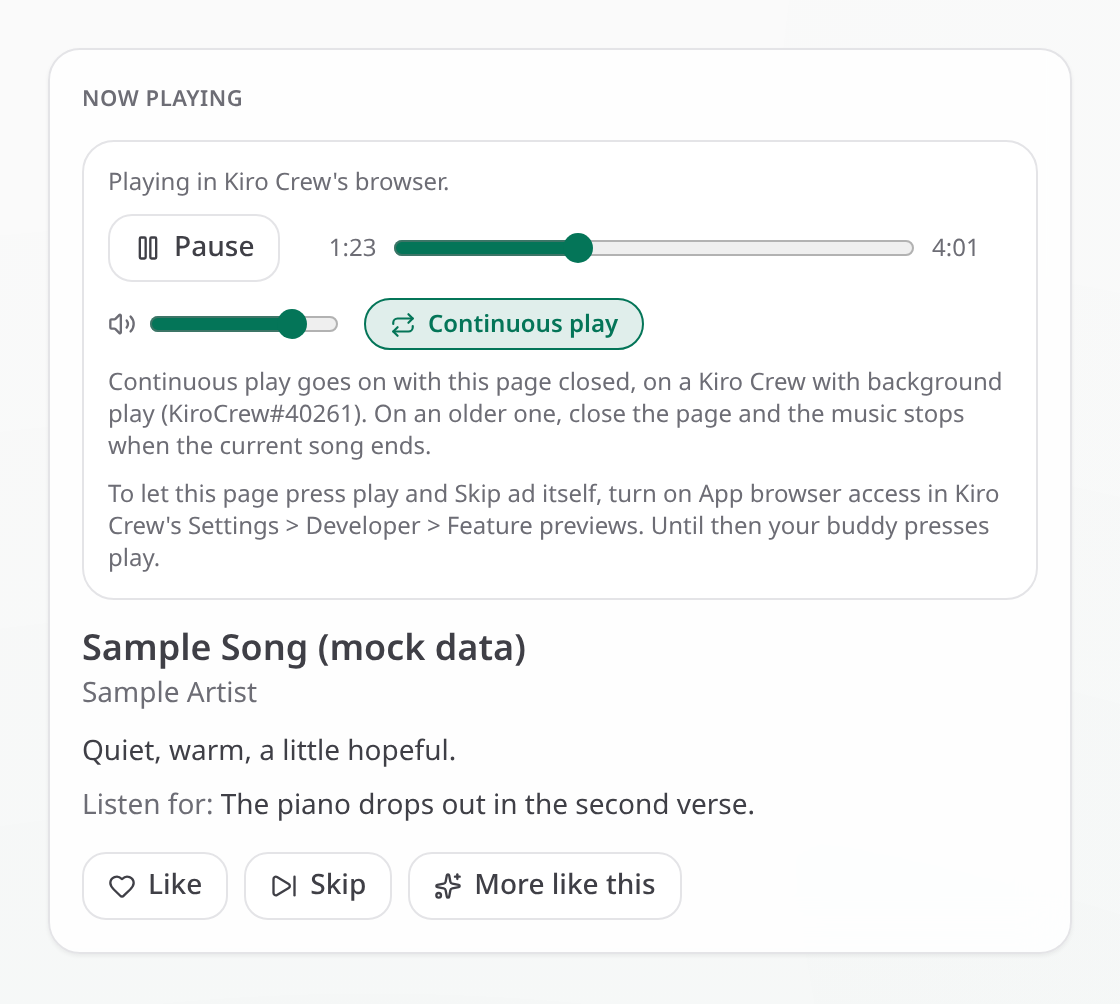 NOW PLAYING
Playing in Kiro Crew's browser.
Pause
1:23
4:01
Continuous play
Continuous play goes on with this page closed, on a Kiro Crew with background
play (KiroCrew#40261). On an older one, close the page and the music stops
when the current song ends.
To let this page press play and Skip ad itself, turn on App browser access in Kiro
Crew's Settings > Developer > Feature previews. Until then your buddy presses
play.
Sample Song (mock data)
Sample Artist
Quiet, warm, a little hopeful.
Listen for: The piano drops out in the second verse.
Like
Skip
More like this